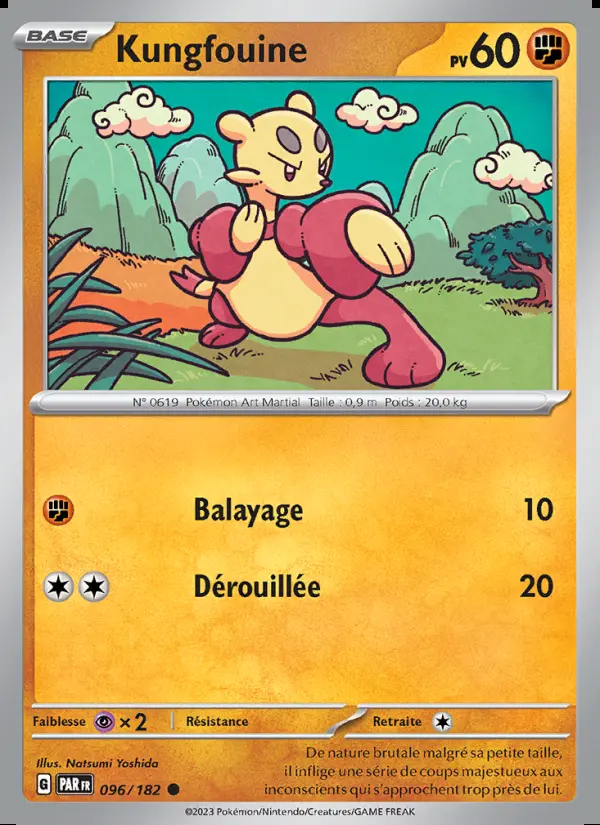 BASE
Kungfouine
PV 60
N° 0619 Pokémon Art Martial Taille : 0,9 m Poids : 20,0 kg
Balayage 10
Dérouillée 20
Faiblesse ×2 Résistance Retraite
Illus. Natsumi Yoshida
De nature brutale malgré sa petite taille,
il inflige une série de coups majestueux aux
inconscients qui s'approchent trop près de lui.
G PAR FR 096/182
©2023 Pokémon/Nintendo/Creatures/GAME FREAK